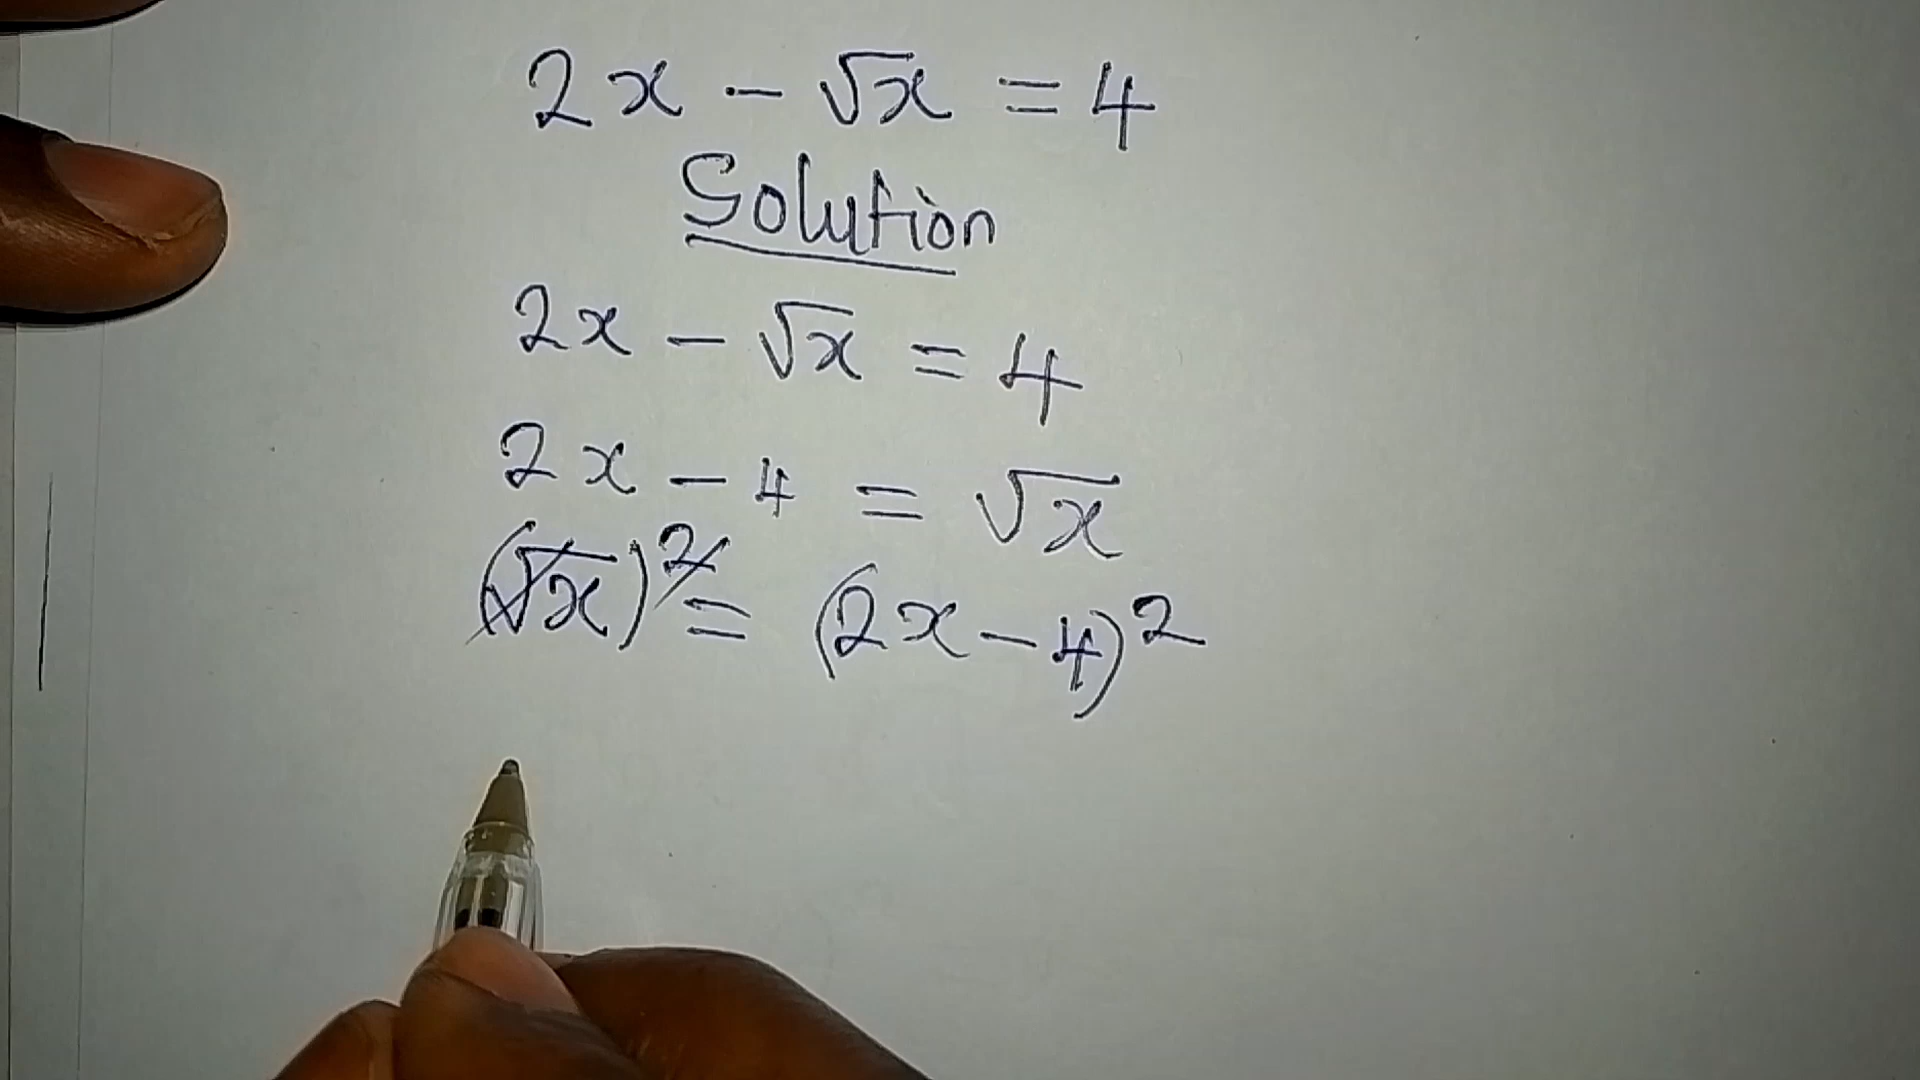 2x - √x = 4
Solution
2x - √x = 4
2x - 4 = √x
(√x)² = (2x - 4)²